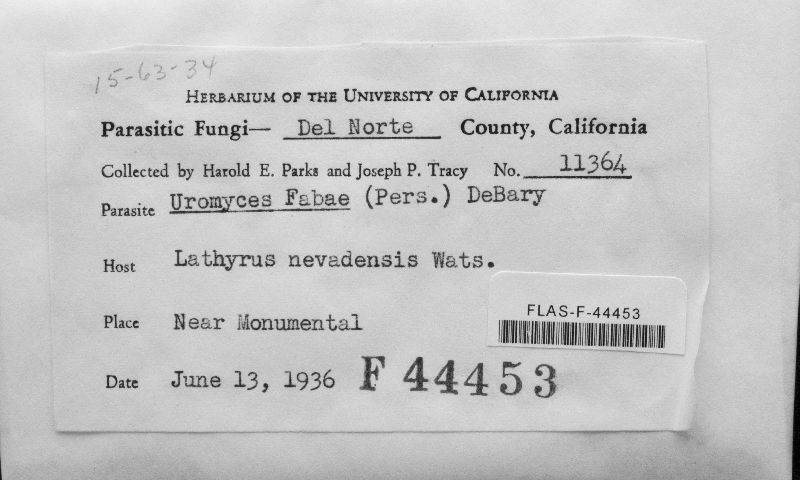 15-63-34
HERBARIUM OF THE UNIVERSITY OF CALIFORNIA
Parasitic Fungi— Del Norte County, California
Collected by Harold E. Parks and Joseph P. Tracy No. 11364
Parasite Uromyces Fabae (Pers.) DeBary
Host Lathyrus nevadensis Wats.
Place Near Monumental
FLAS-F-44453
Date June 13, 1936 F 44453